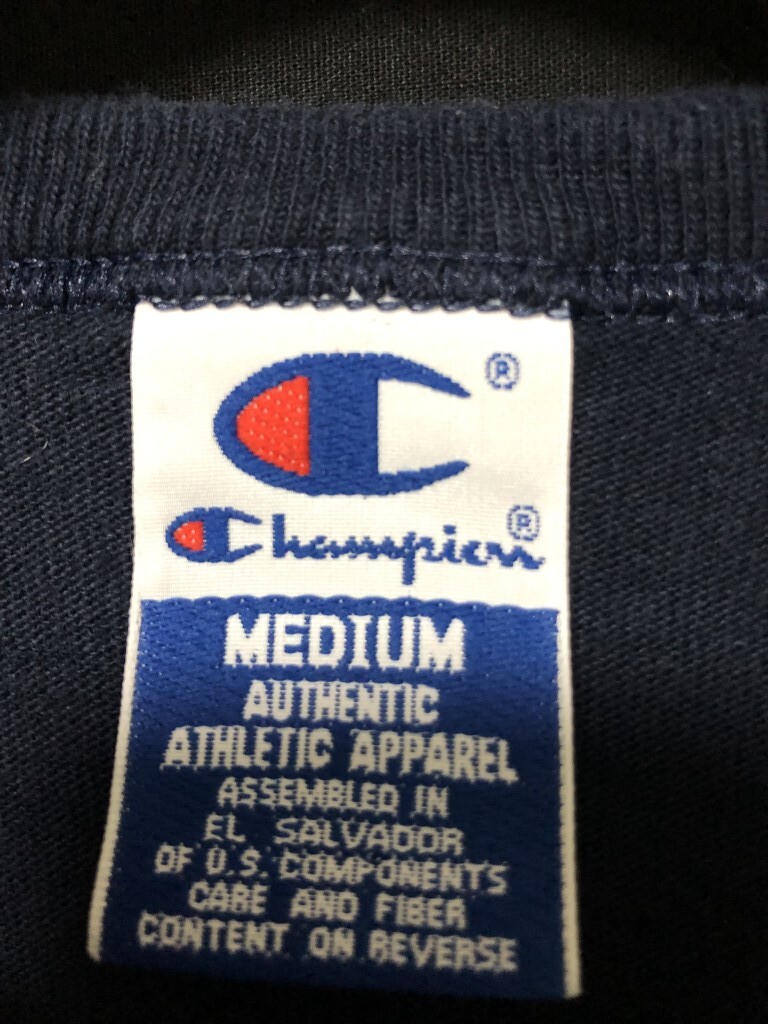 ®
Champion®
MEDIUM
AUTHENTIC
ATHLETIC APPAREL
ASSEMBLED IN
EL SALVADOR
OF U.S. COMPONENTS
CARE AND FIBER
CONTENT ON REVERSE